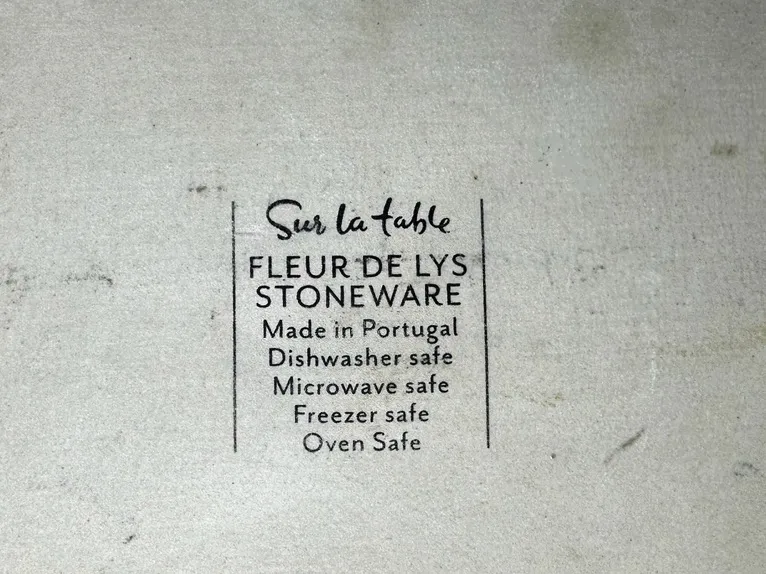 Sur la table
FLEUR DE LYS
STONEWARE
Made in Portugal
Dishwasher safe
Microwave safe
Freezer safe
Oven Safe